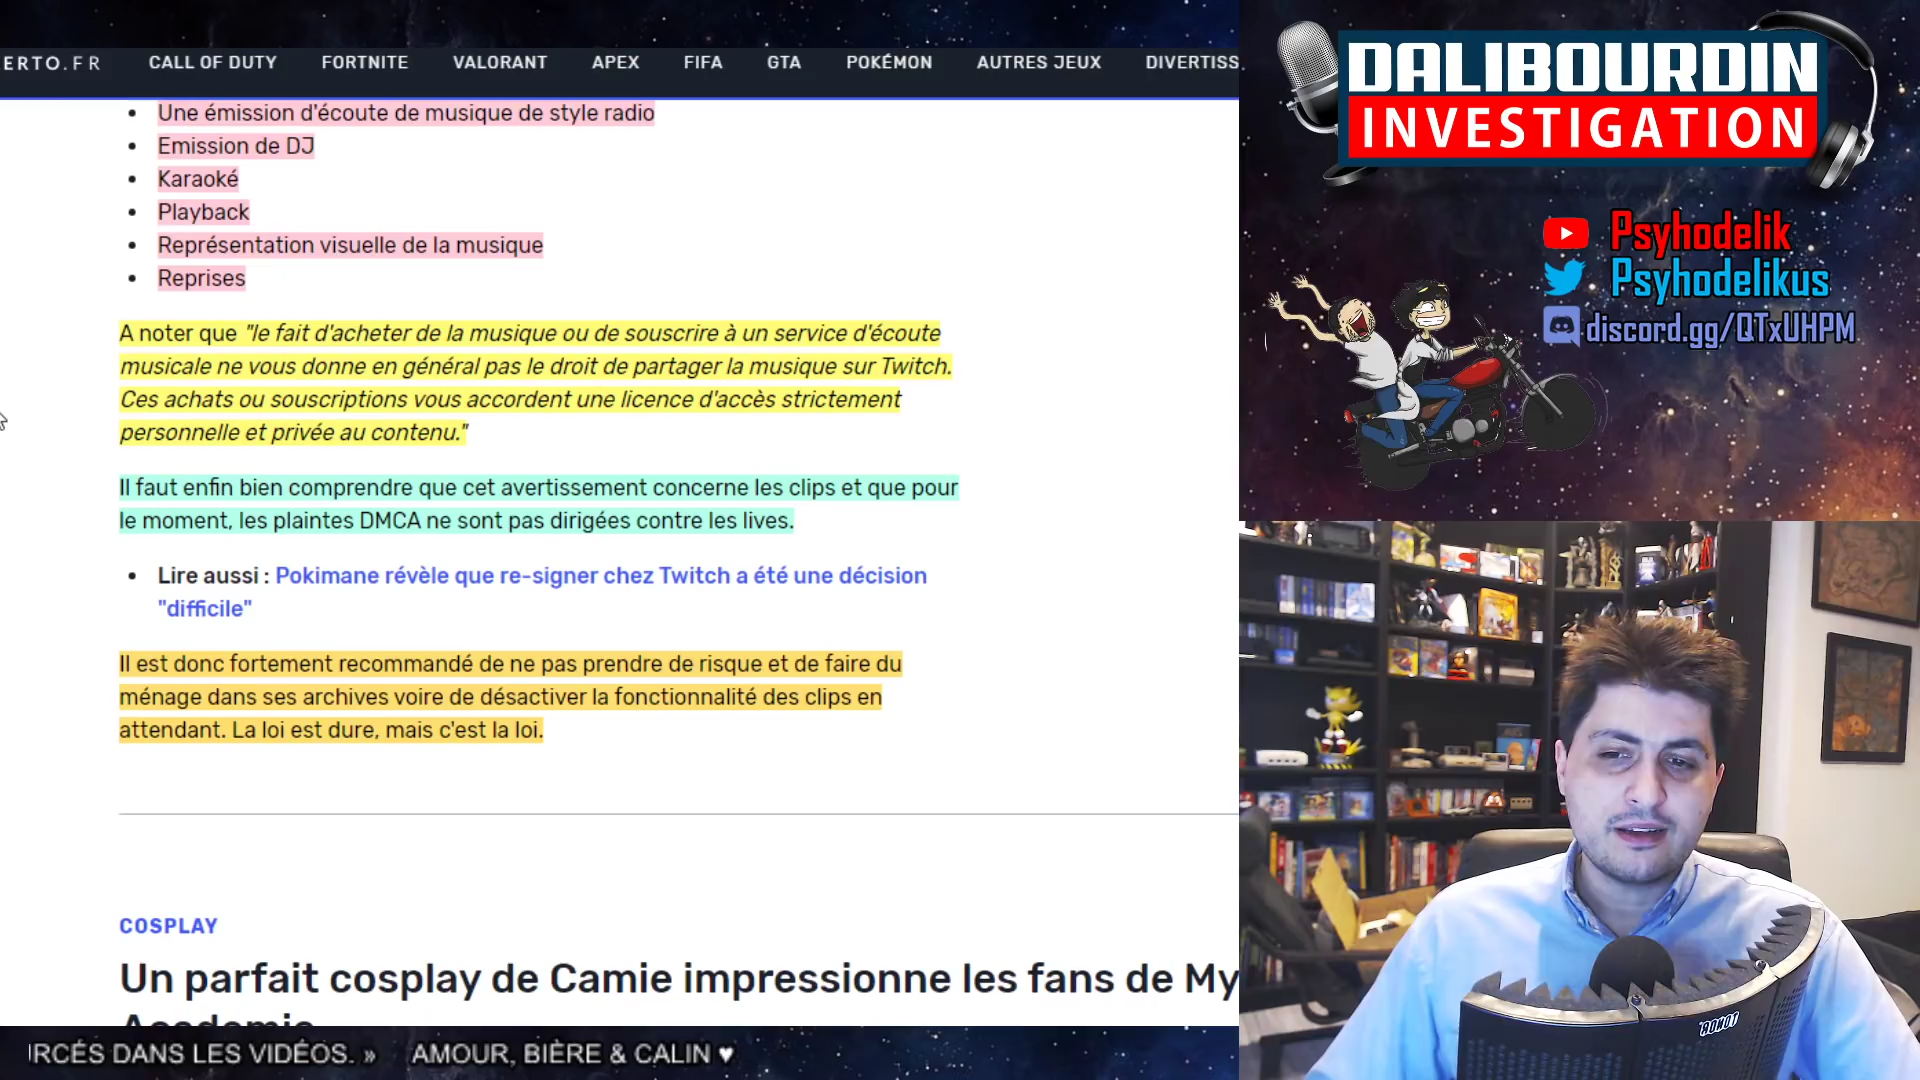 ERTO.FR CALL OF DUTY FORTNITE VALORANT APEX FIFA GTA POKÉMON AUTRES JEUX DIVERTISS
Une émission d'écoute de musique de style radio
Emission de DJ
Karaoké
Playback
Représentation visuelle de la musique
Reprises
A noter que "le fait d'acheter de la musique ou de souscrire à un service d'écoute
musicale ne vous donne en général pas le droit de partager la musique sur Twitch.
Ces achats ou souscriptions vous accordent une licence d'accès strictement
personnelle et privée au contenu."
Il faut enfin bien comprendre que cet avertissement concerne les clips et que pour
le moment, les plaintes DMCA ne sont pas dirigées contre les lives.
Lire aussi : Pokimane révèle que re-signer chez Twitch a été une décision
"difficile"
Il est donc fortement recommandé de ne pas prendre de risque et de faire du
ménage dans ses archives voire de désactiver la fonctionnalité des clips en
attendant. La loi est dure, mais c'est la loi.
COSPLAY
Un parfait cosplay de Camie impressionne les fans de My
Academia
IRCÉS DANS LES VIDÉOS. » AMOUR, BIÈRE & CALIN ♥
DALIBOURDIN
INVESTIGATION
Psyhodelik
Psyhodelikus
discord.gg/QTxUHPM